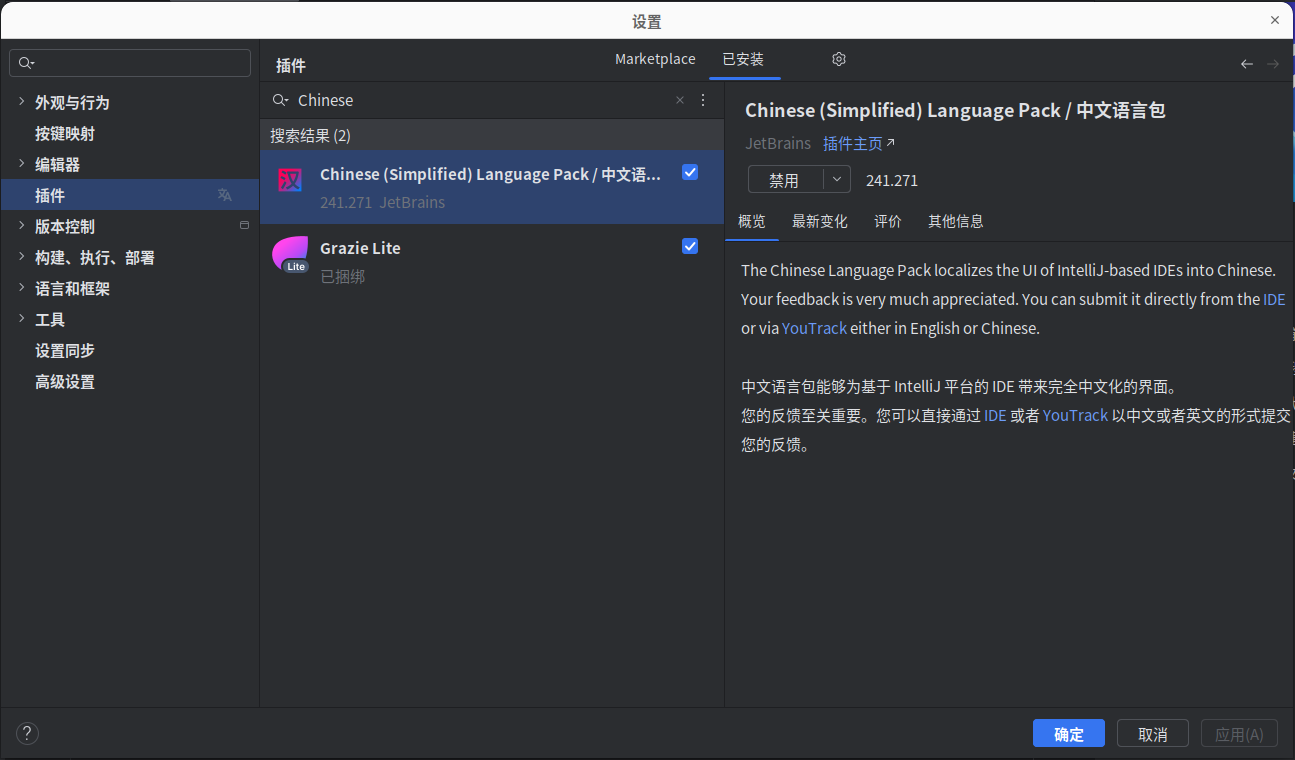 设置
外观与行为
按键映射
编辑器
插件
版本控制
构建、执行、部署
语言和框架
工具
设置同步
高级设置
插件
Marketplace
已安装
Chinese
搜索结果 (2)
汉
Chinese (Simplified) Language Pack / 中文语...
241.271 JetBrains
Lite
Grazie Lite
已捆绑
Chinese (Simplified) Language Pack / 中文语言包
JetBrains 插件主页
禁用
241.271
概览
最新变化
评价
其他信息
The Chinese Language Pack localizes the UI of IntelliJ-based IDEs into Chinese.
Your feedback is very much appreciated. You can submit it directly from the IDE
or via YouTrack either in English or Chinese.
中文语言包能够为基于 IntelliJ 平台的 IDE 带来完全中文化的界面。
您的反馈至关重要。您可以直接通过 IDE 或者 YouTrack 以中文或者英文的形式提交
您的反馈。
?
确定
取消
应用(A)